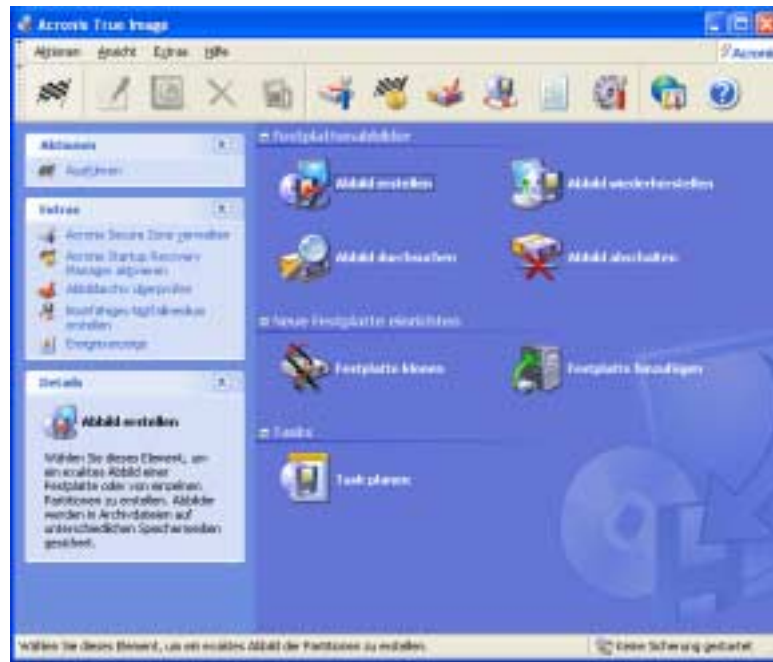 Acronis True Image
Aktionen Ansicht Extras Hilfe
Acronis
Aktionen
Ausführen
Extras
Acronis Secure Zone verwalten
Acronis Startup Recovery
Manager aktivieren
Abbildarchiv überprüfen
Bootfähiges Notfallmedium
erstellen
Ereignisanzeige
Details
Abbild erstellen
Wählen Sie dieses Element, um
ein exaktes Abbild einer
Festplatte oder von einzelnen
Partitionen zu erstellen. Abbilder
werden in Archivdateien auf
unterschiedlichen Speichermedien
gesichert.
Festplattenabbilder
Abbild erstellen
Abbild wiederherstellen
Abbild durchsuchen
Abbild abschalten
Neue Festplatte einrichten
Festplatte klonen
Festplatte hinzufügen
Tasks
Task planen
Wählen Sie dieses Element, um ein exaktes Abbild der Partitionen zu erstellen.
Keine Sicherung gestartet